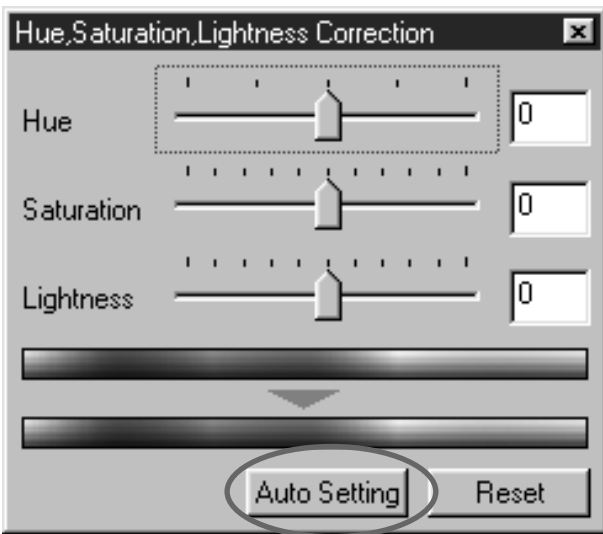 Hue,Saturation,Lightness Correction
Hue 0
Saturation 0
Lightness 0
Auto Setting Reset